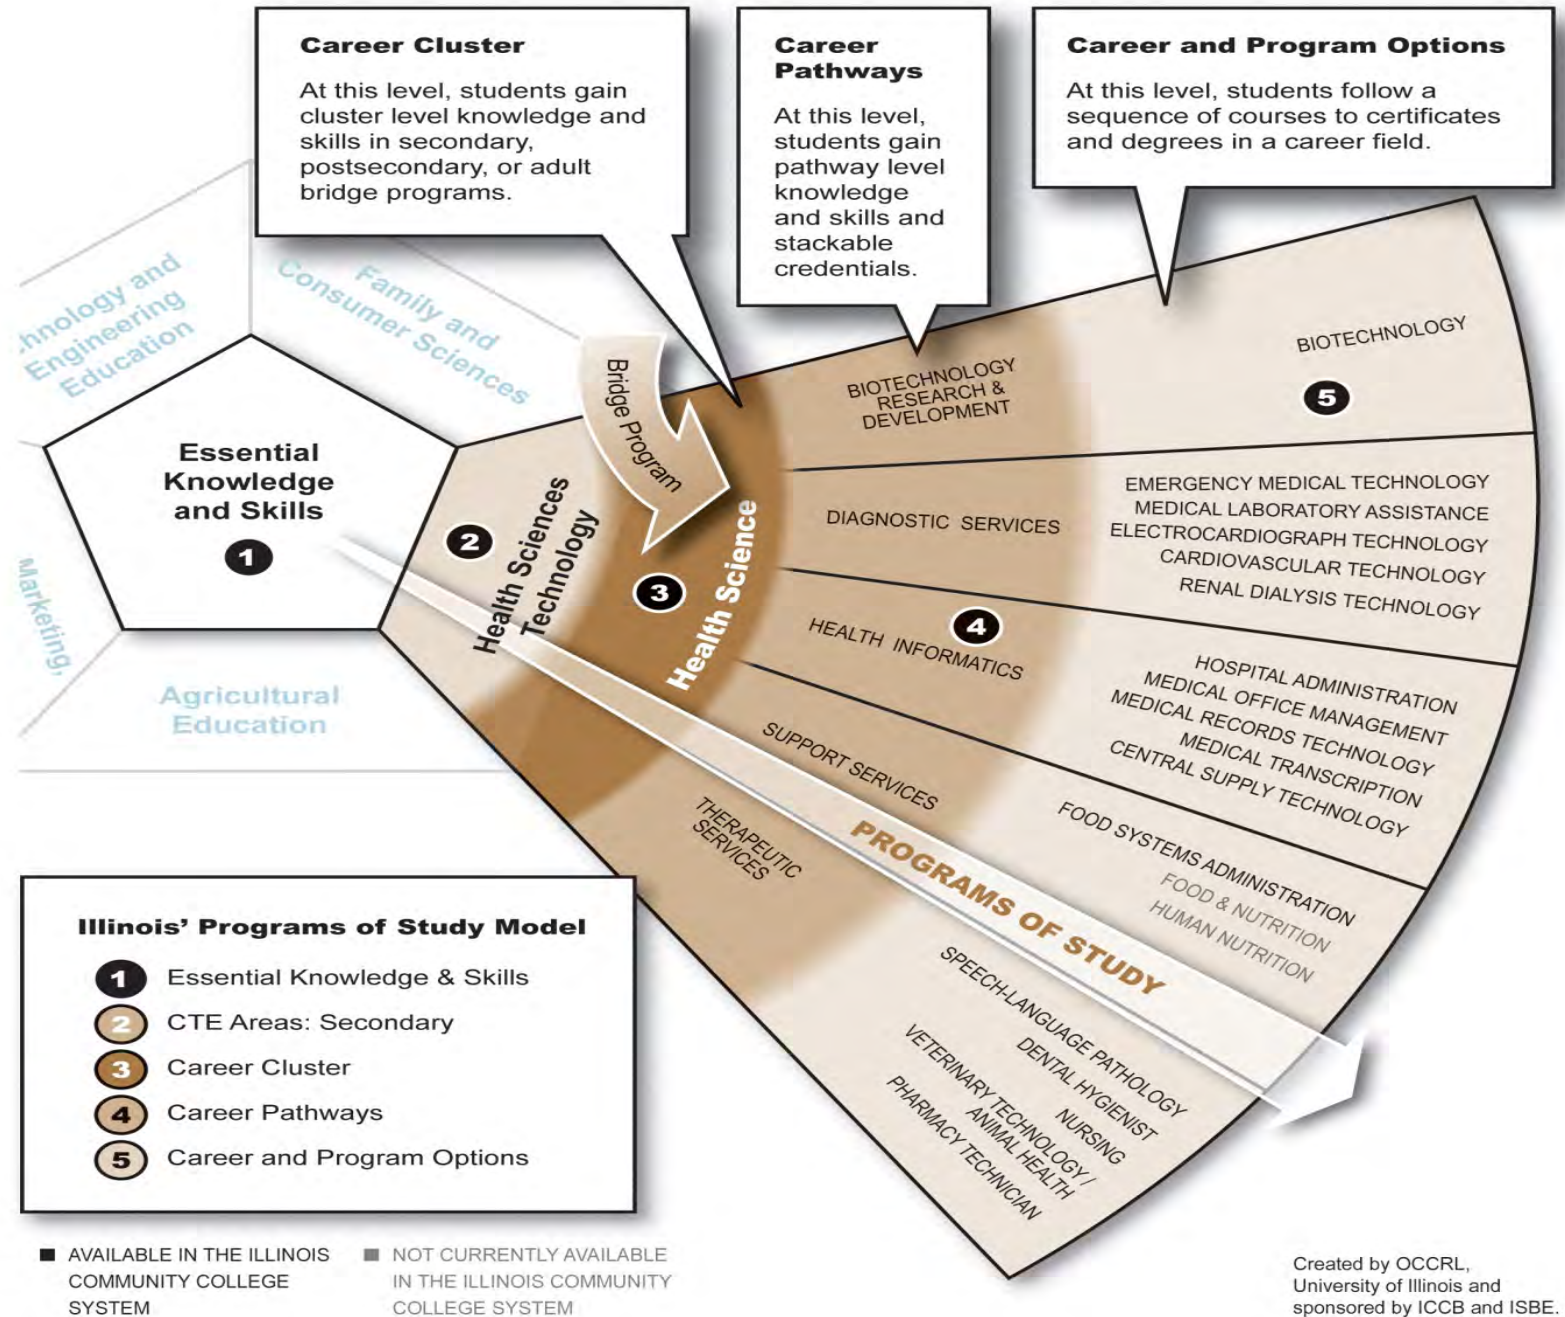 Career Cluster
At this level, students gain
cluster level knowledge and
skills in secondary,
postsecondary, or adult
bridge programs.
Career
Pathways
At this level,
students gain
pathway level
knowledge
and skills and
stackable
credentials.
Career and Program Options
At this level, students follow a
sequence of courses to certificates
and degrees in a career field.
hnology and
Engineering
Education
Family and
Consumer Sciences
Marketing,
Agricultural
Education
Essential
Knowledge
and Skills
1
2
Health Sciences
Technology
Bridge Program
3
Health Science
BIOTECHNOLOGY
RESEARCH &
DEVELOPMENT
DIAGNOSTIC SERVICES
HEALTH INFORMATICS
4
SUPPORT SERVICES
THERAPEUTIC
SERVICES
PROGRAMS OF STUDY
BIOTECHNOLOGY
5
EMERGENCY MEDICAL TECHNOLOGY
MEDICAL LABORATORY ASSISTANCE
ELECTROCARDIOGRAPH TECHNOLOGY
CARDIOVASCULAR TECHNOLOGY
RENAL DIALYSIS TECHNOLOGY
HOSPITAL ADMINISTRATION
MEDICAL OFFICE MANAGEMENT
MEDICAL RECORDS TECHNOLOGY
MEDICAL TRANSCRIPTION
CENTRAL SUPPLY TECHNOLOGY
FOOD SYSTEMS ADMINISTRATION
FOOD & NUTRITION
HUMAN NUTRITION
SPEECH-LANGUAGE PATHOLOGY
DENTAL HYGIENIST
NURSING
VETERINARY TECHNOLOGY /
ANIMAL HEALTH
PHARMACY TECHNICIAN
Illinois' Programs of Study Model
1 Essential Knowledge & Skills
2 CTE Areas: Secondary
3 Career Cluster
4 Career Pathways
5 Career and Program Options
AVAILABLE IN THE ILLINOIS
COMMUNITY COLLEGE
SYSTEM
NOT CURRENTLY AVAILABLE
IN THE ILLINOIS COMMUNITY
COLLEGE SYSTEM
Created by OCCRL,
University of Illinois and
sponsored by ICCB and ISBE.